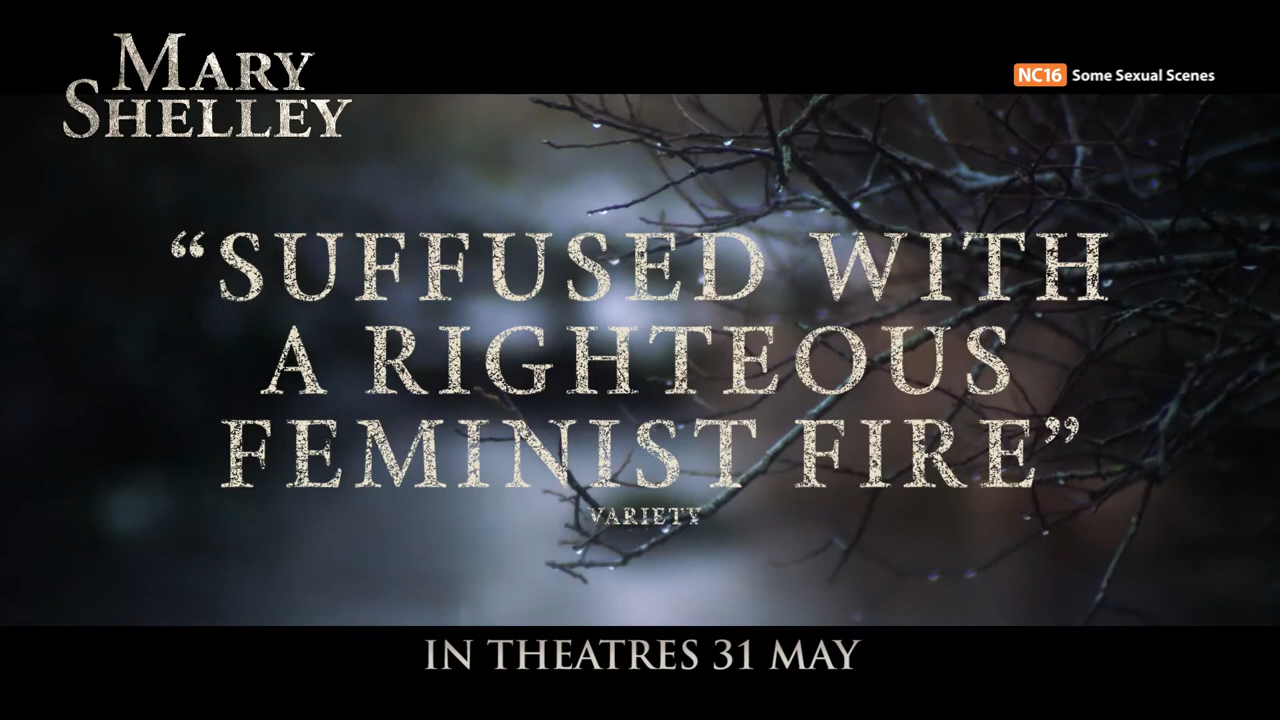 MARY
SHELLEY
NC16 Some Sexual Scenes
“SUFFUSED WITH
A RIGHTEOUS
FEMINIST FIRE”
VARIETY
IN THEATRES 31 MAY